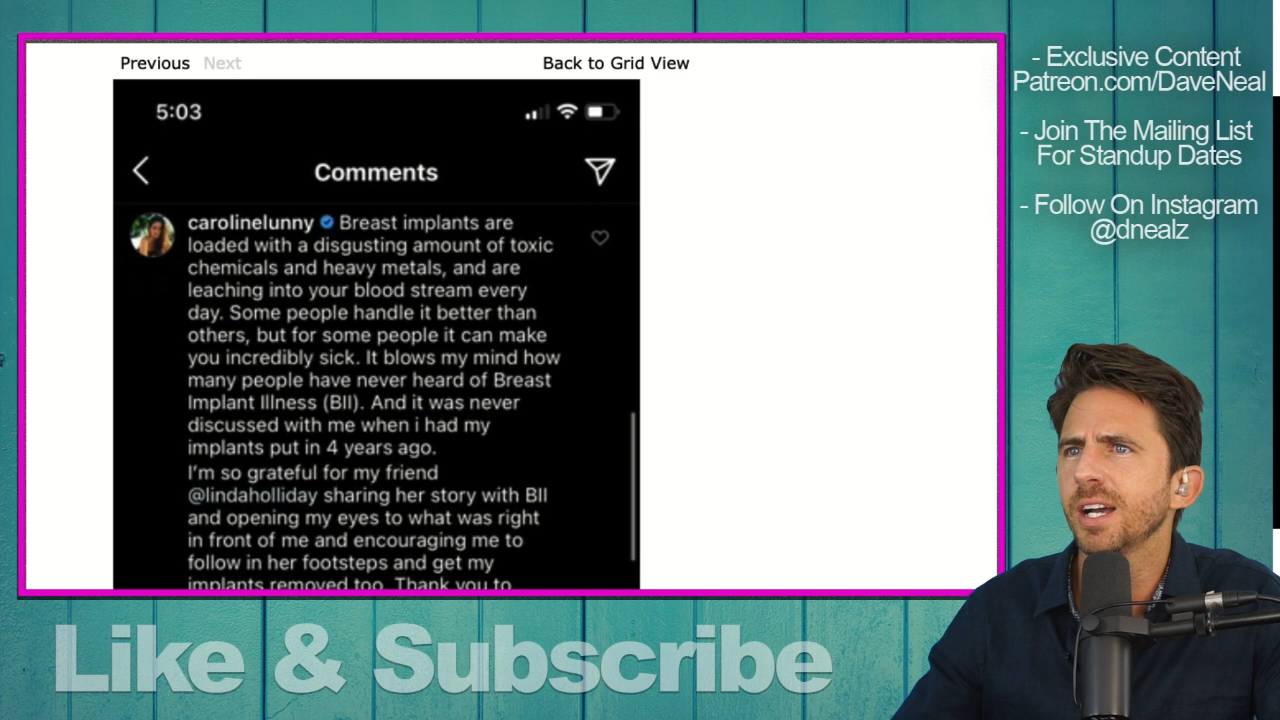 Previous Next Back to Grid View
5:03
Comments
carolinelunny Breast implants are
loaded with a disgusting amount of toxic
chemicals and heavy metals, and are
leaching into your blood stream every
day. Some people handle it better than
others, but for some people it can make
you incredibly sick. It blows my mind how
many people have never heard of Breast
Implant Illness (BII). And it was never
discussed with me when i had my
implants put in 4 years ago.
I'm so grateful for my friend
@lindaholliday sharing her story with BII
and opening my eyes to what was right
in front of me and encouraging me to
follow in her footsteps and get my
implants removed too. Thank you to
- Exclusive Content
Patreon.com/DaveNeal
- Join The Mailing List
For Standup Dates
- Follow On Instagram
@dnealz
Like & Subscribe